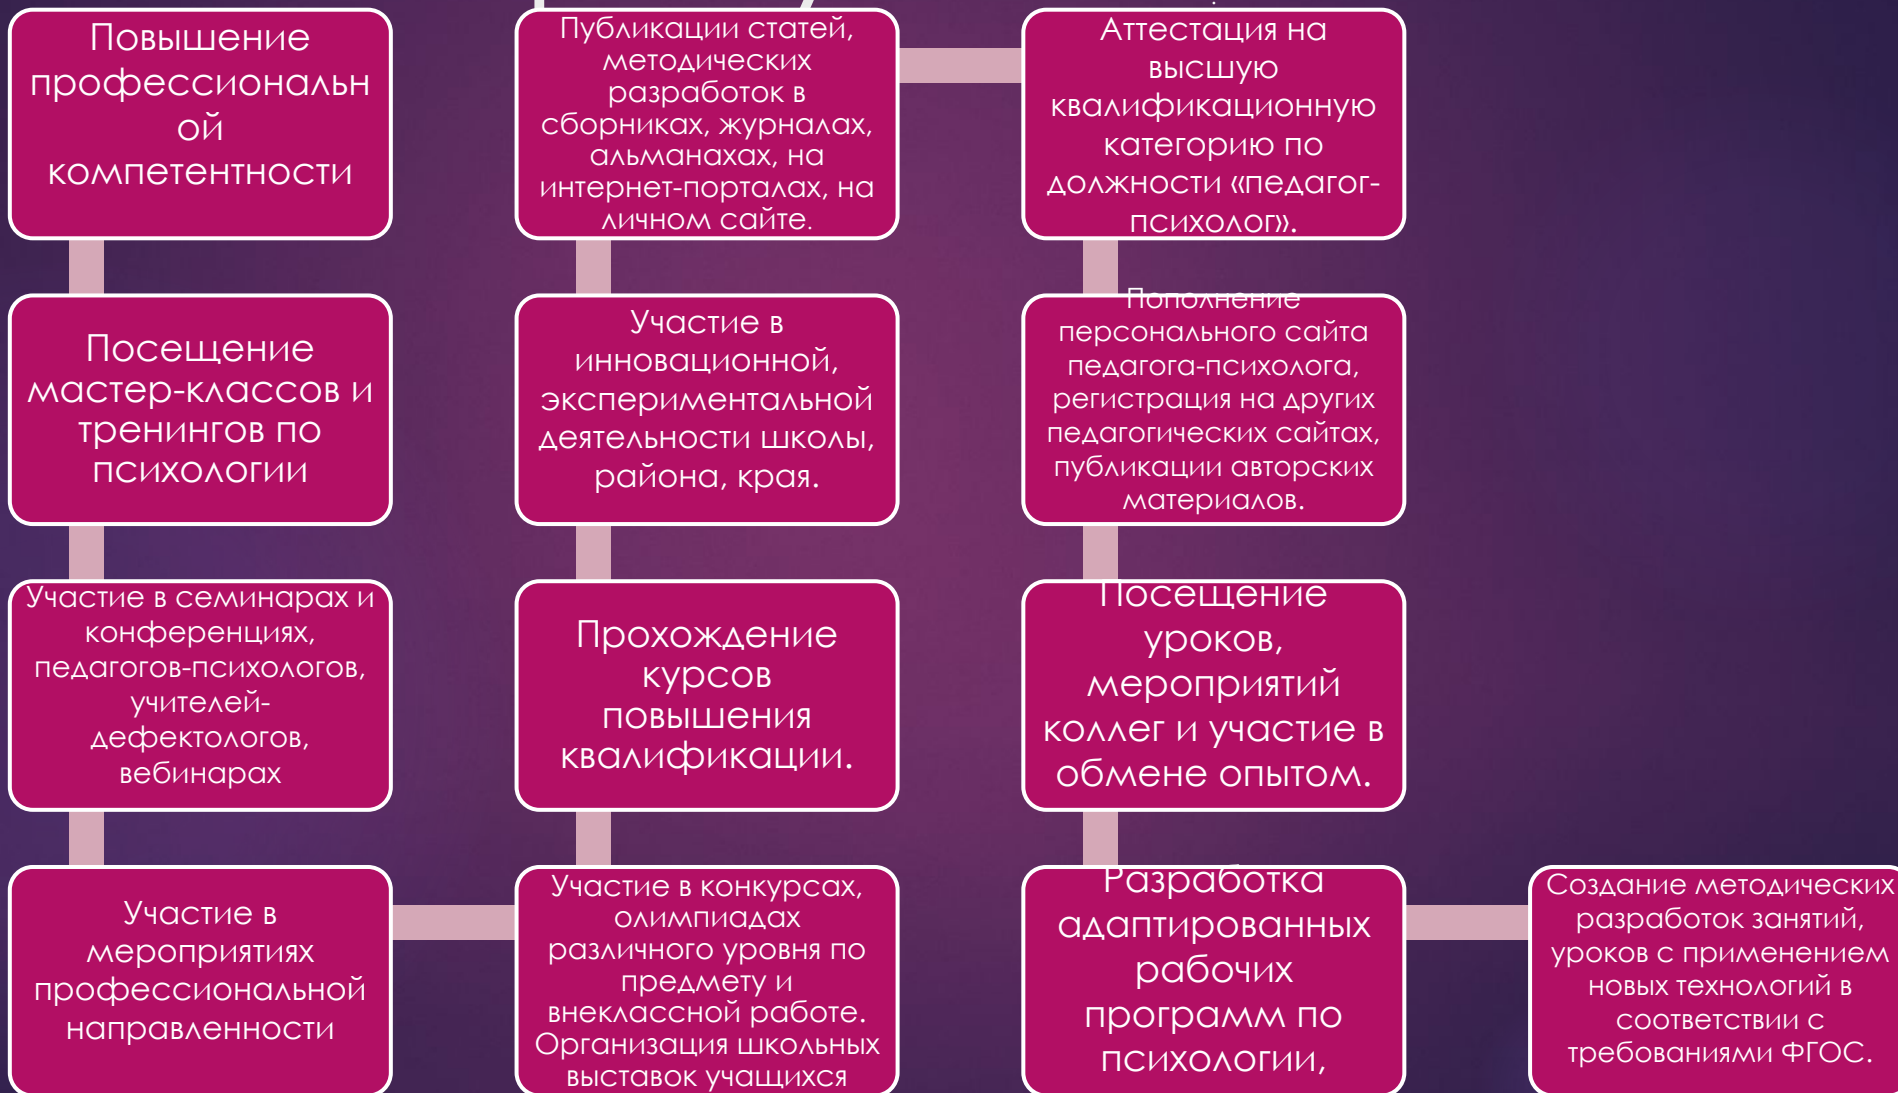 Повышение
профессиональн
ой
компетентности
Посещение
мастер-классов и
тренингов по
психологии
Участие в семинарах и
конференциях,
педагогов-психологов,
учителей-
дефектологов,
вебинарах
Участие в
мероприятиях
профессиональной
направленности
Участие в конкурсах,
олимпиадах
различного уровня по
предмету и
внеклассной работе.
Организация школьных
выставок учащихся
Прохождение
курсов
повышения
квалификации.
Участие в
инновационной,
экспериментальной
деятельности школы,
района, края.
Публикации статей,
методических
разработок в
сборниках, журналах,
альманахах, на
интернет-порталах, на
личном сайте.
Аттестация на
высшую
квалификационную
категорию по
должности «педагог-
психолог».
Пополнение
персонального сайта
педагога-психолога,
регистрация на других
педагогических сайтах,
публикации авторских
материалов.
Посещение
уроков,
мероприятий
коллег и участие в
обмене опытом.
Разработка
адаптированных
рабочих
программ по
психологии,
Создание методических
разработок занятий,
уроков с применением
новых технологий в
соответствии с
требованиями ФГОС.